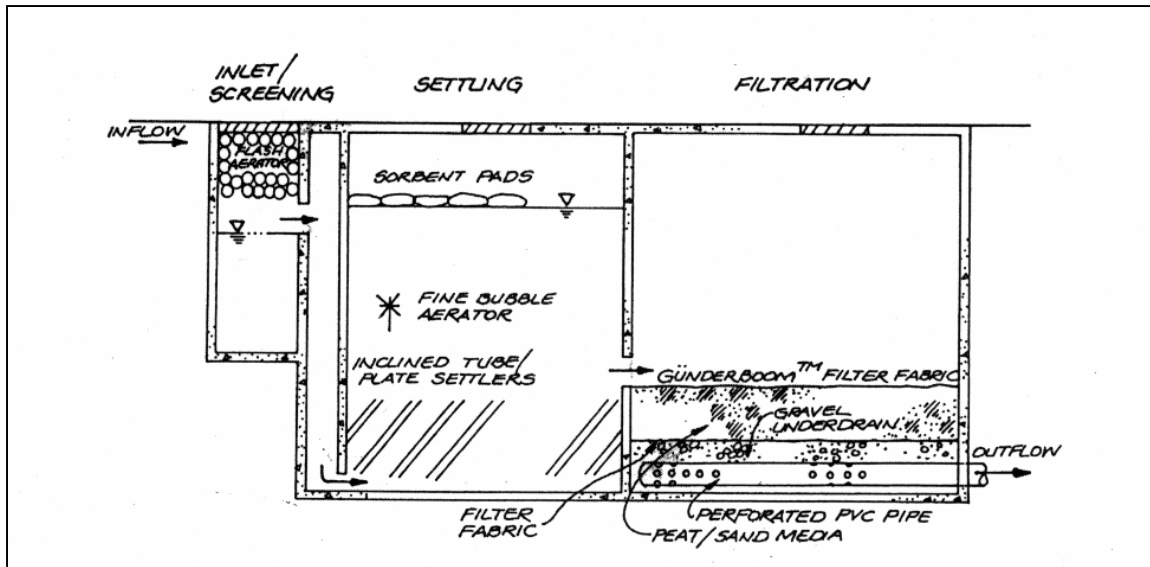 INLET/
SCREENING
SETTLING
FILTRATION
INFLOW
FLASH
AERATOR
SORBENT PADS
FINE BUBBLE
AERATOR
INCLINED TUBE/
PLATE SETTLERS
GÜNDERBOOM™ FILTER FABRIC
GRAVEL
UNDERDRAIN
OUTFLOW
FILTER
FABRIC
PERFORATED PVC PIPE
PEAT/SAND MEDIA